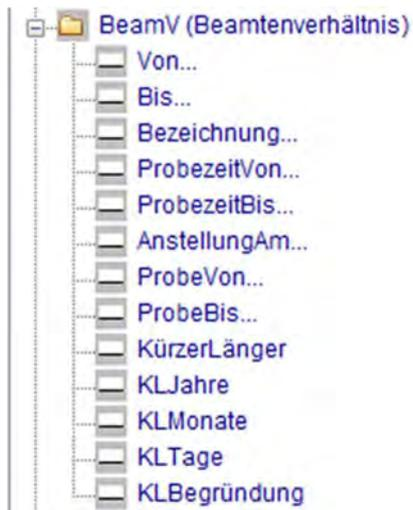 BeamV (Beamtenverhältnis)
Von...
Bis...
Bezeichnung...
ProbezeitVon...
ProbezeitBis...
AnstellungAm...
ProbeVon...
ProbeBis...
KürzerLänger
KLJahre
KLMonate
KLTage
KLBegründung